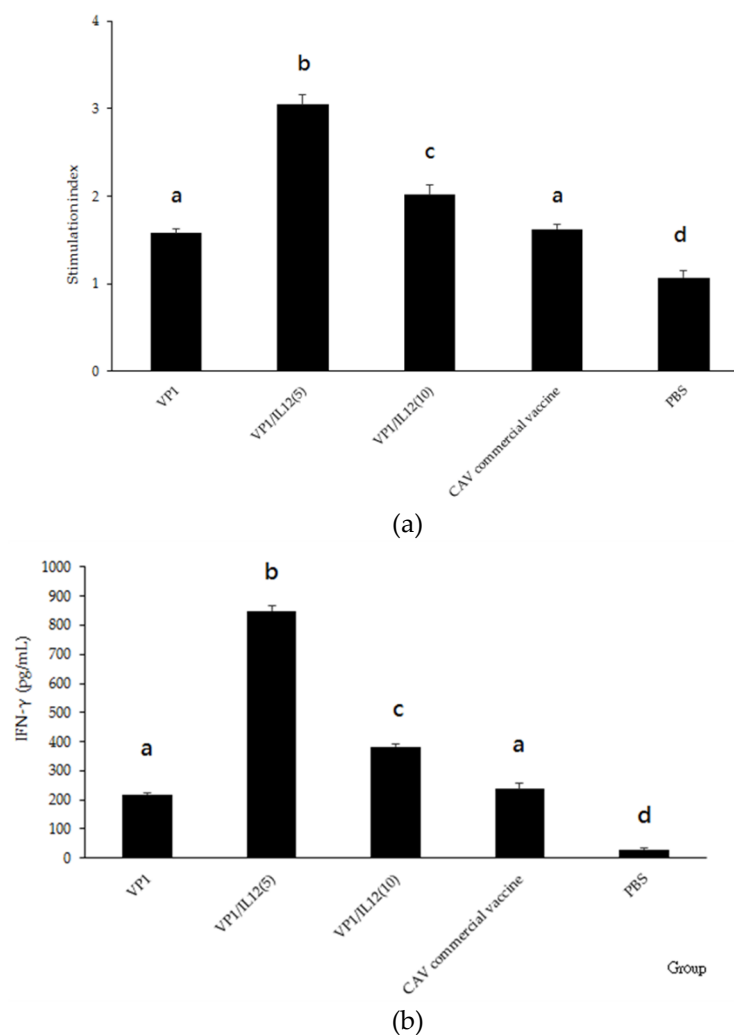 4
3
2
1
0
Stimulation index
a
b
c
a
d
VP1
VP1/IL12(5)
VP1/IL12(10)
CAV commercial vaccine
PBS
(a)
1000
900
800
700
600
500
400
300
200
100
0
IFN-γ (pg/mL)
a
b
c
a
d
VP1
VP1/IL12(5)
VP1/IL12(10)
CAV commercial vaccine
PBS
Group
(b)